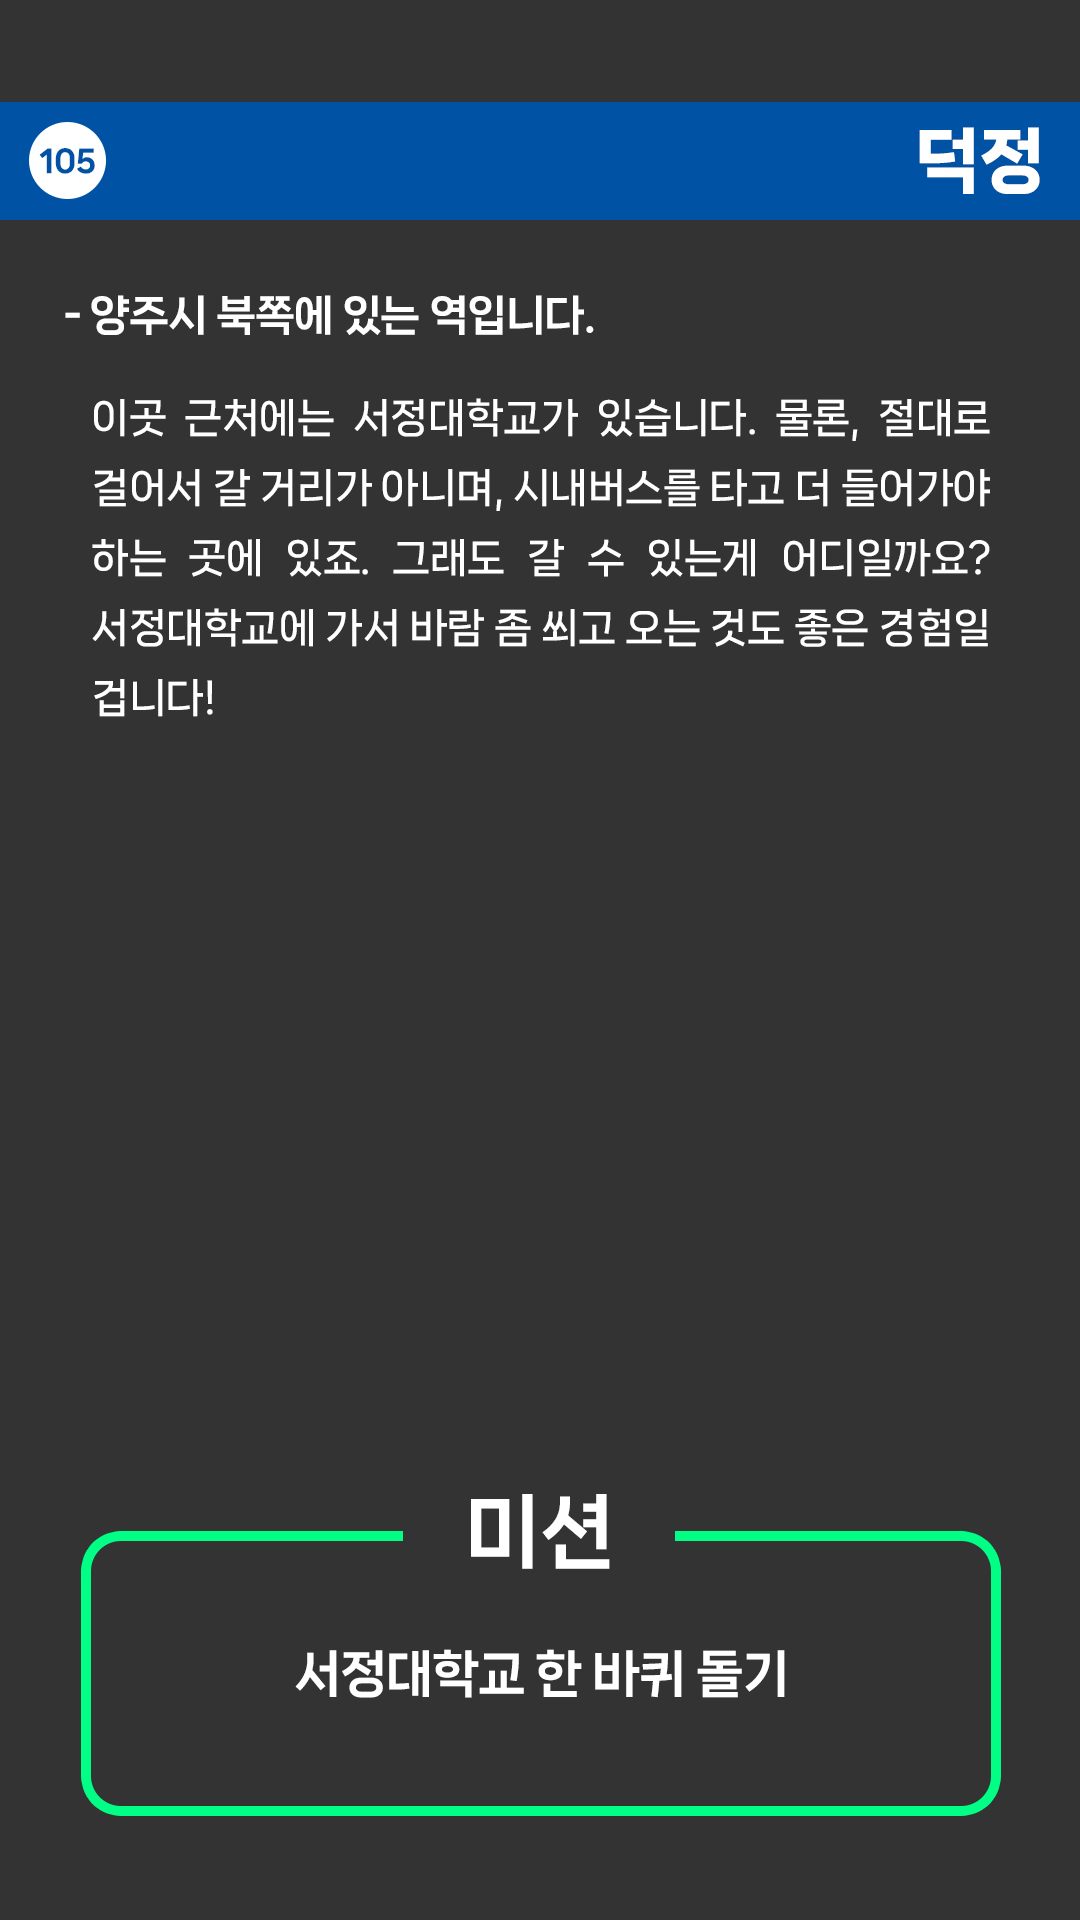 105
덕정
- 양주시 북쪽에 있는 역입니다.
이곳 근처에는 서정대학교가 있습니다. 물론, 절대로
걸어서 갈 거리가 아니며, 시내버스를 타고 더 들어가야
하는 곳에 있죠. 그래도 갈 수 있는게 어디일까요?
서정대학교에 가서 바람 좀 쐬고 오는 것도 좋은 경험일
겁니다!
미션
서정대학교 한 바퀴 돌기